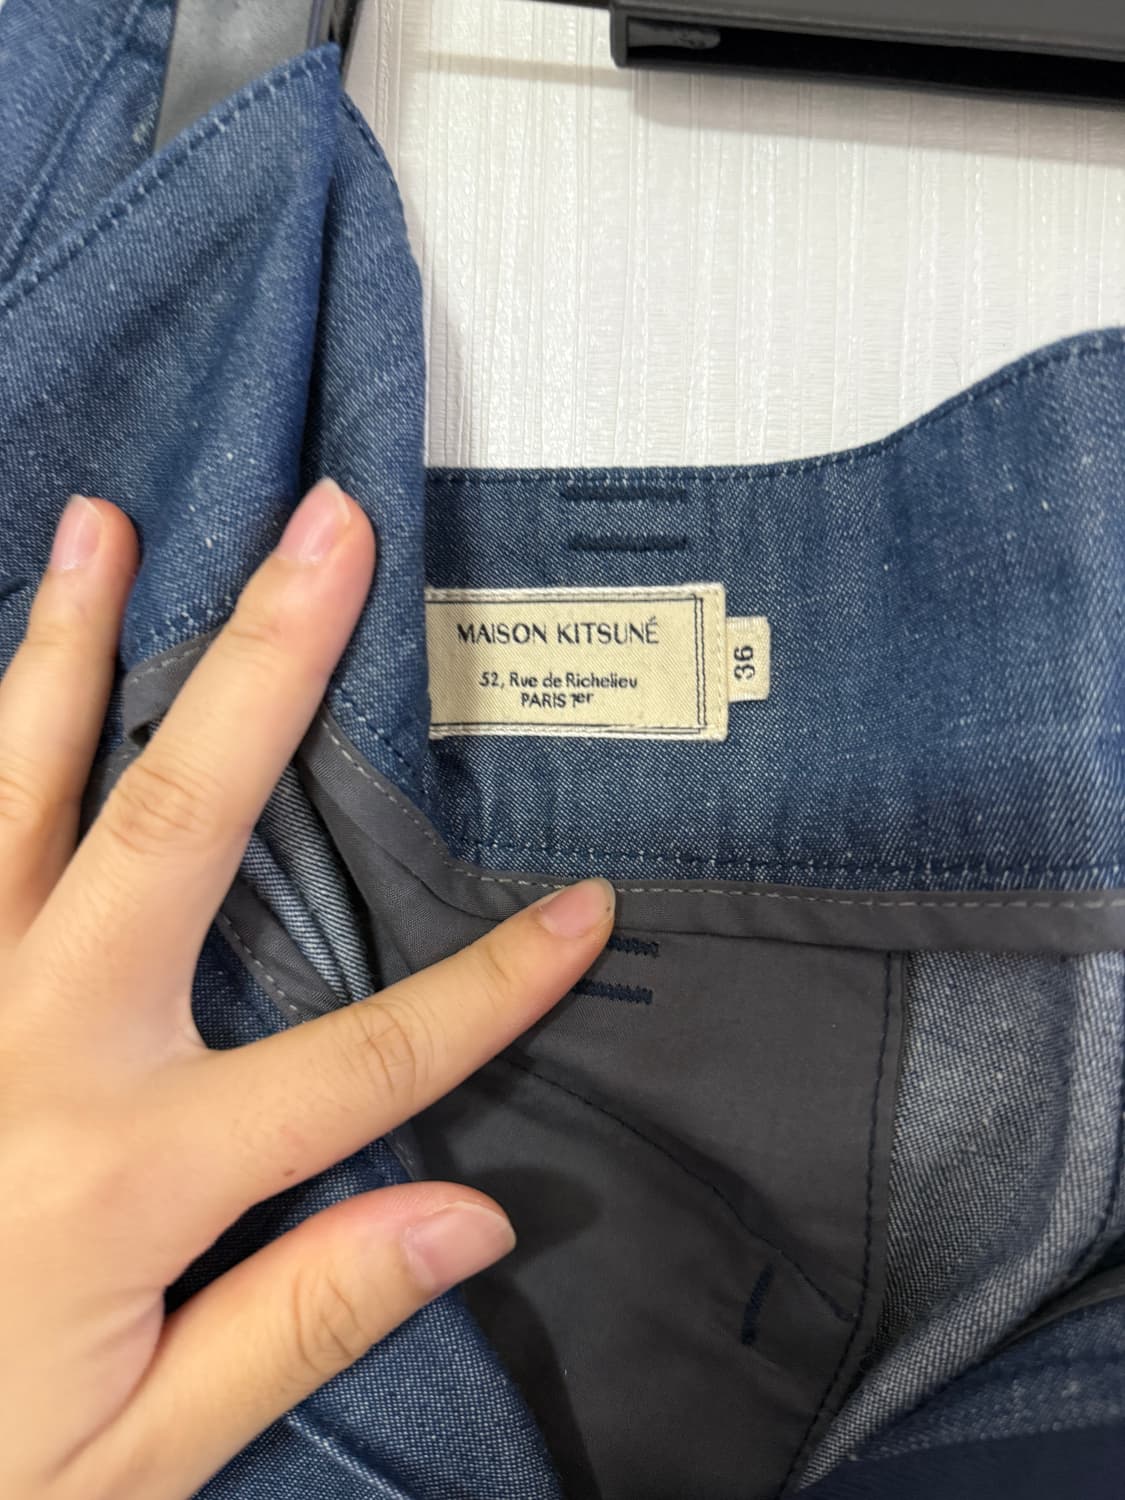 MAISON KITSUNÉ
52, Rue de Richelieu
PARIS 1er
36